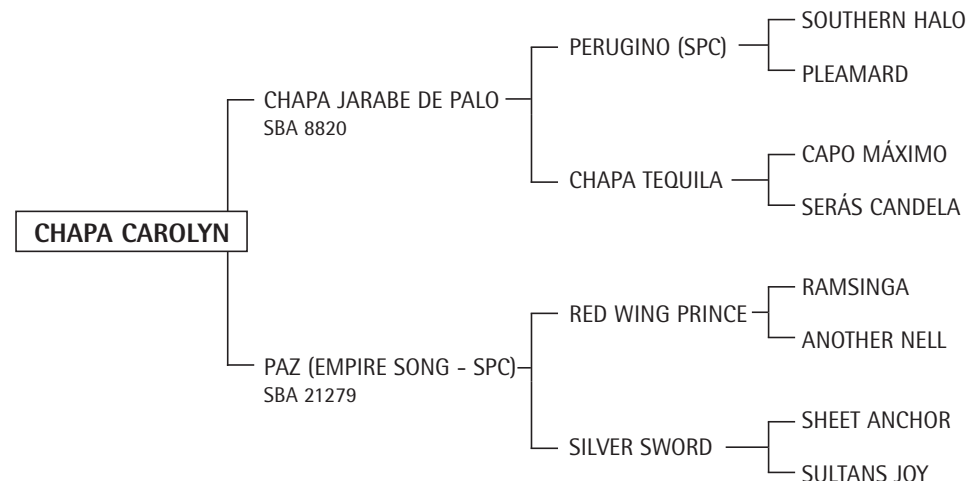 SOUTHERN HALO
PERUGINO (SPC)
PLEAMARD
CHAPA JARABE DE PALO
SBA 8820
CAPO MÁXIMO
CHAPA TEQUILA
SERÁS CANDELA
CHAPA CAROLYN
RAMSINGA
RED WING PRINCE
ANOTHER NELL
PAZ (EMPIRE SONG - SPC)
SBA 21279
SHEET ANCHOR
SILVER SWORD
SULTANS JOY